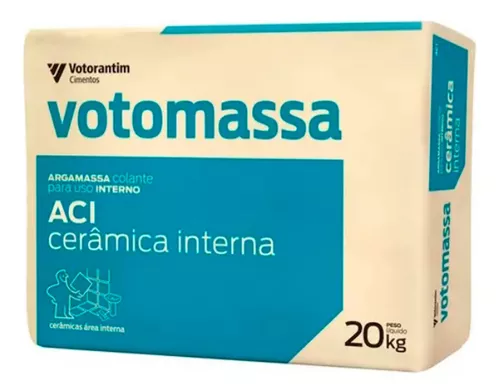 Votorantim
Cimentos
votomassa
ARGAMASSA colante
para uso INTERNO
ACI
cerâmica interna
cerâmicas área interna
PESO
líquido
20kg
cerâmica
interna
votomassa
Votorantim